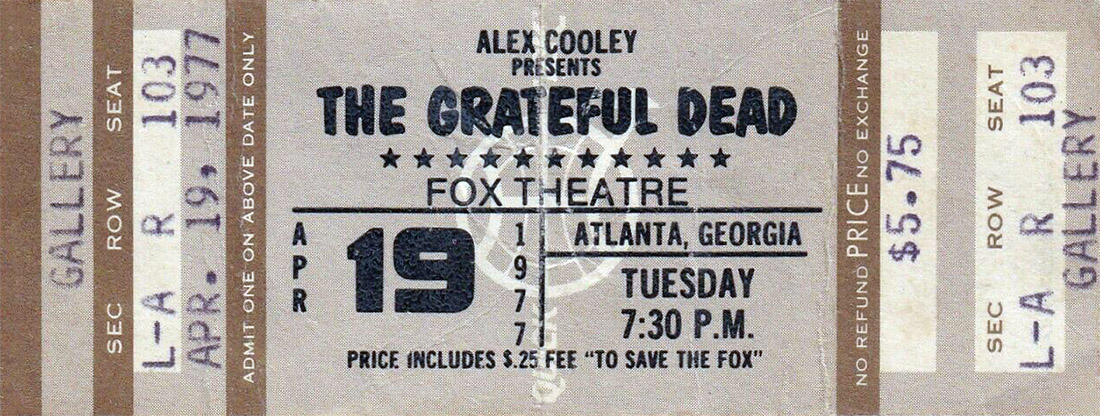 GALLERY
SEC ROW SEAT
L-A R 103
APR. 19, 1977
ADMIT ONE ON ABOVE DATE ONLY
ALEX COOLEY
PRESENTS
THE GRATEFUL DEAD
FOX THEATRE
APR 19 1977
ATLANTA, GEORGIA
TUESDAY
7:30 P.M.
PRICE INCLUDES $.25 FEE "TO SAVE THE FOX"
NO REFUND PRICE NO EXCHANGE
$5.75
SEC ROW SEAT
L-A R 103
GALLERY